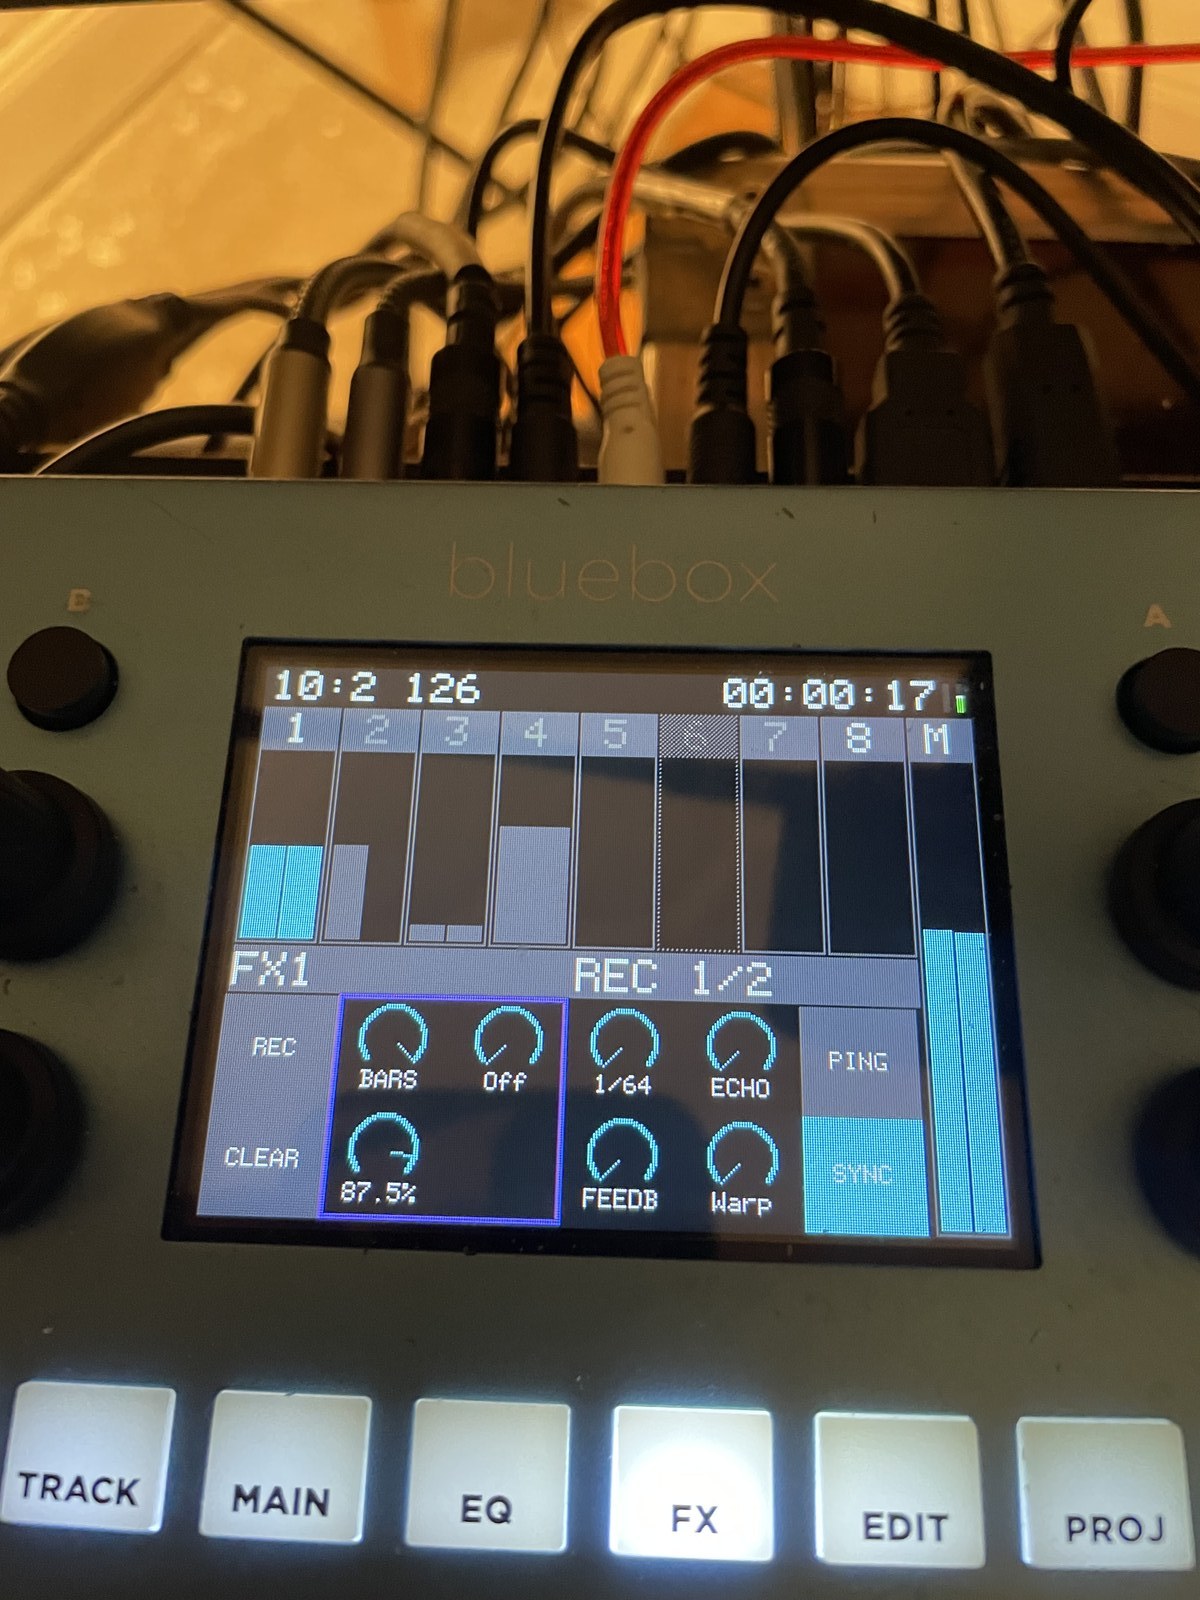 bluebox
B
A
10:2 126 00:00:17
1 2 3 4 5 6 7 8 M
FX1 REC 1/2
REC BARS Off 1/64 ECHO PING
CLEAR 87.5% FEEDB Warp SYNC
TRACK MAIN EQ FX EDIT PROJ